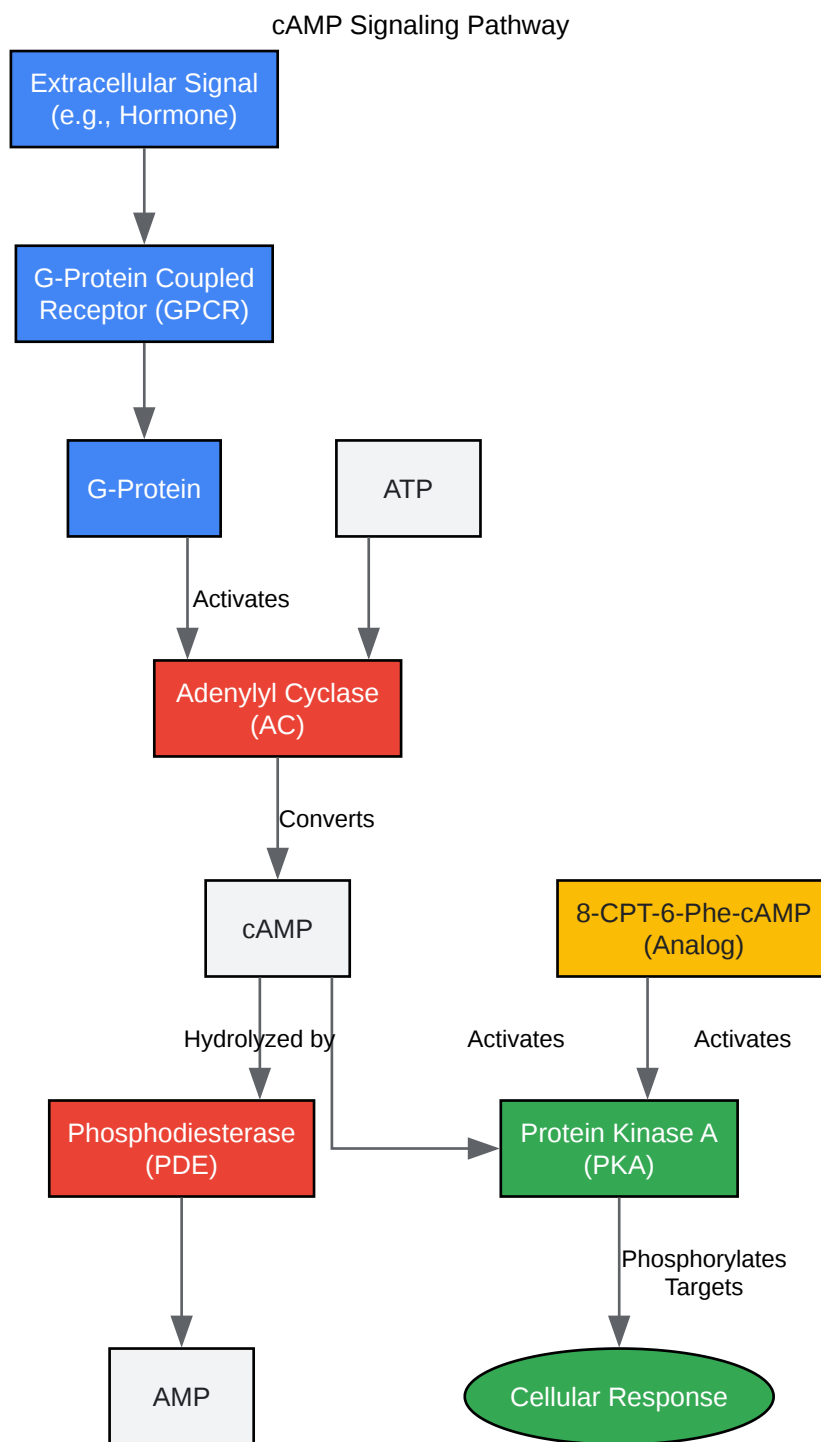 cAMP Signaling Pathway
Extracellular Signal
(e.g., Hormone)
G-Protein Coupled
Receptor (GPCR)
G-Protein
ATP
Activates
Adenylyl Cyclase
(AC)
Converts
cAMP
8-CPT-6-Phe-cAMP
(Analog)
Hydrolyzed by
Activates
Activates
Phosphodiesterase
(PDE)
Protein Kinase A
(PKA)
Phosphorylates
Targets
AMP
Cellular Response